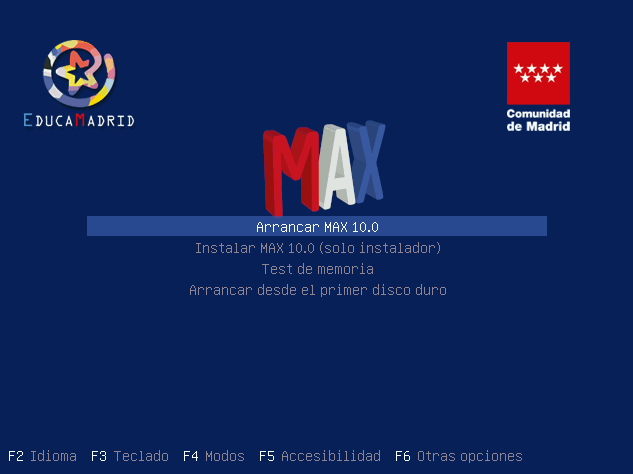 EDUCAMADRID
Comunidad
de Madrid
MAX
Arrancar MAX 10.0
Instalar MAX 10.0 (solo instalador)
Test de memoria
Arrancar desde el primer disco duro
F2 Idioma F3 Teclado F4 Modos F5 Accesibilidad F6 Otras opciones